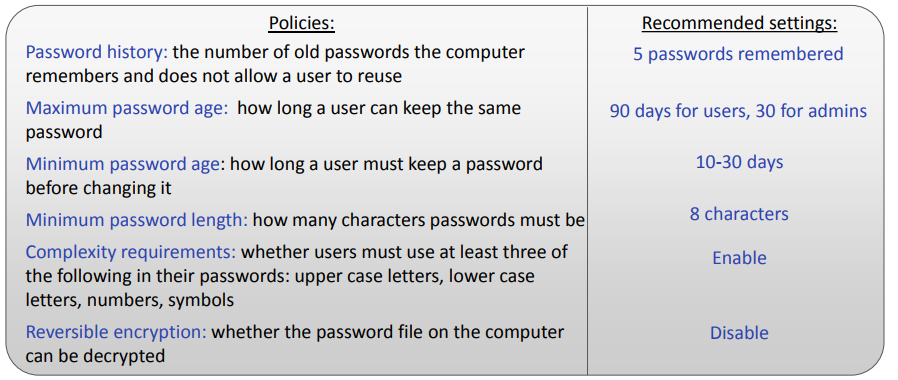 Policies:
Recommended settings:
Password history: the number of old passwords the computer
remembers and does not allow a user to reuse
5 passwords remembered
Maximum password age: how long a user can keep the same
password
90 days for users, 30 for admins
Minimum password age: how long a user must keep a password
before changing it
10-30 days
Minimum password length: how many characters passwords must be
8 characters
Complexity requirements: whether users must use at least three of
the following in their passwords: upper case letters, lower case
letters, numbers, symbols
Enable
Reversible encryption: whether the password file on the computer
can be decrypted
Disable